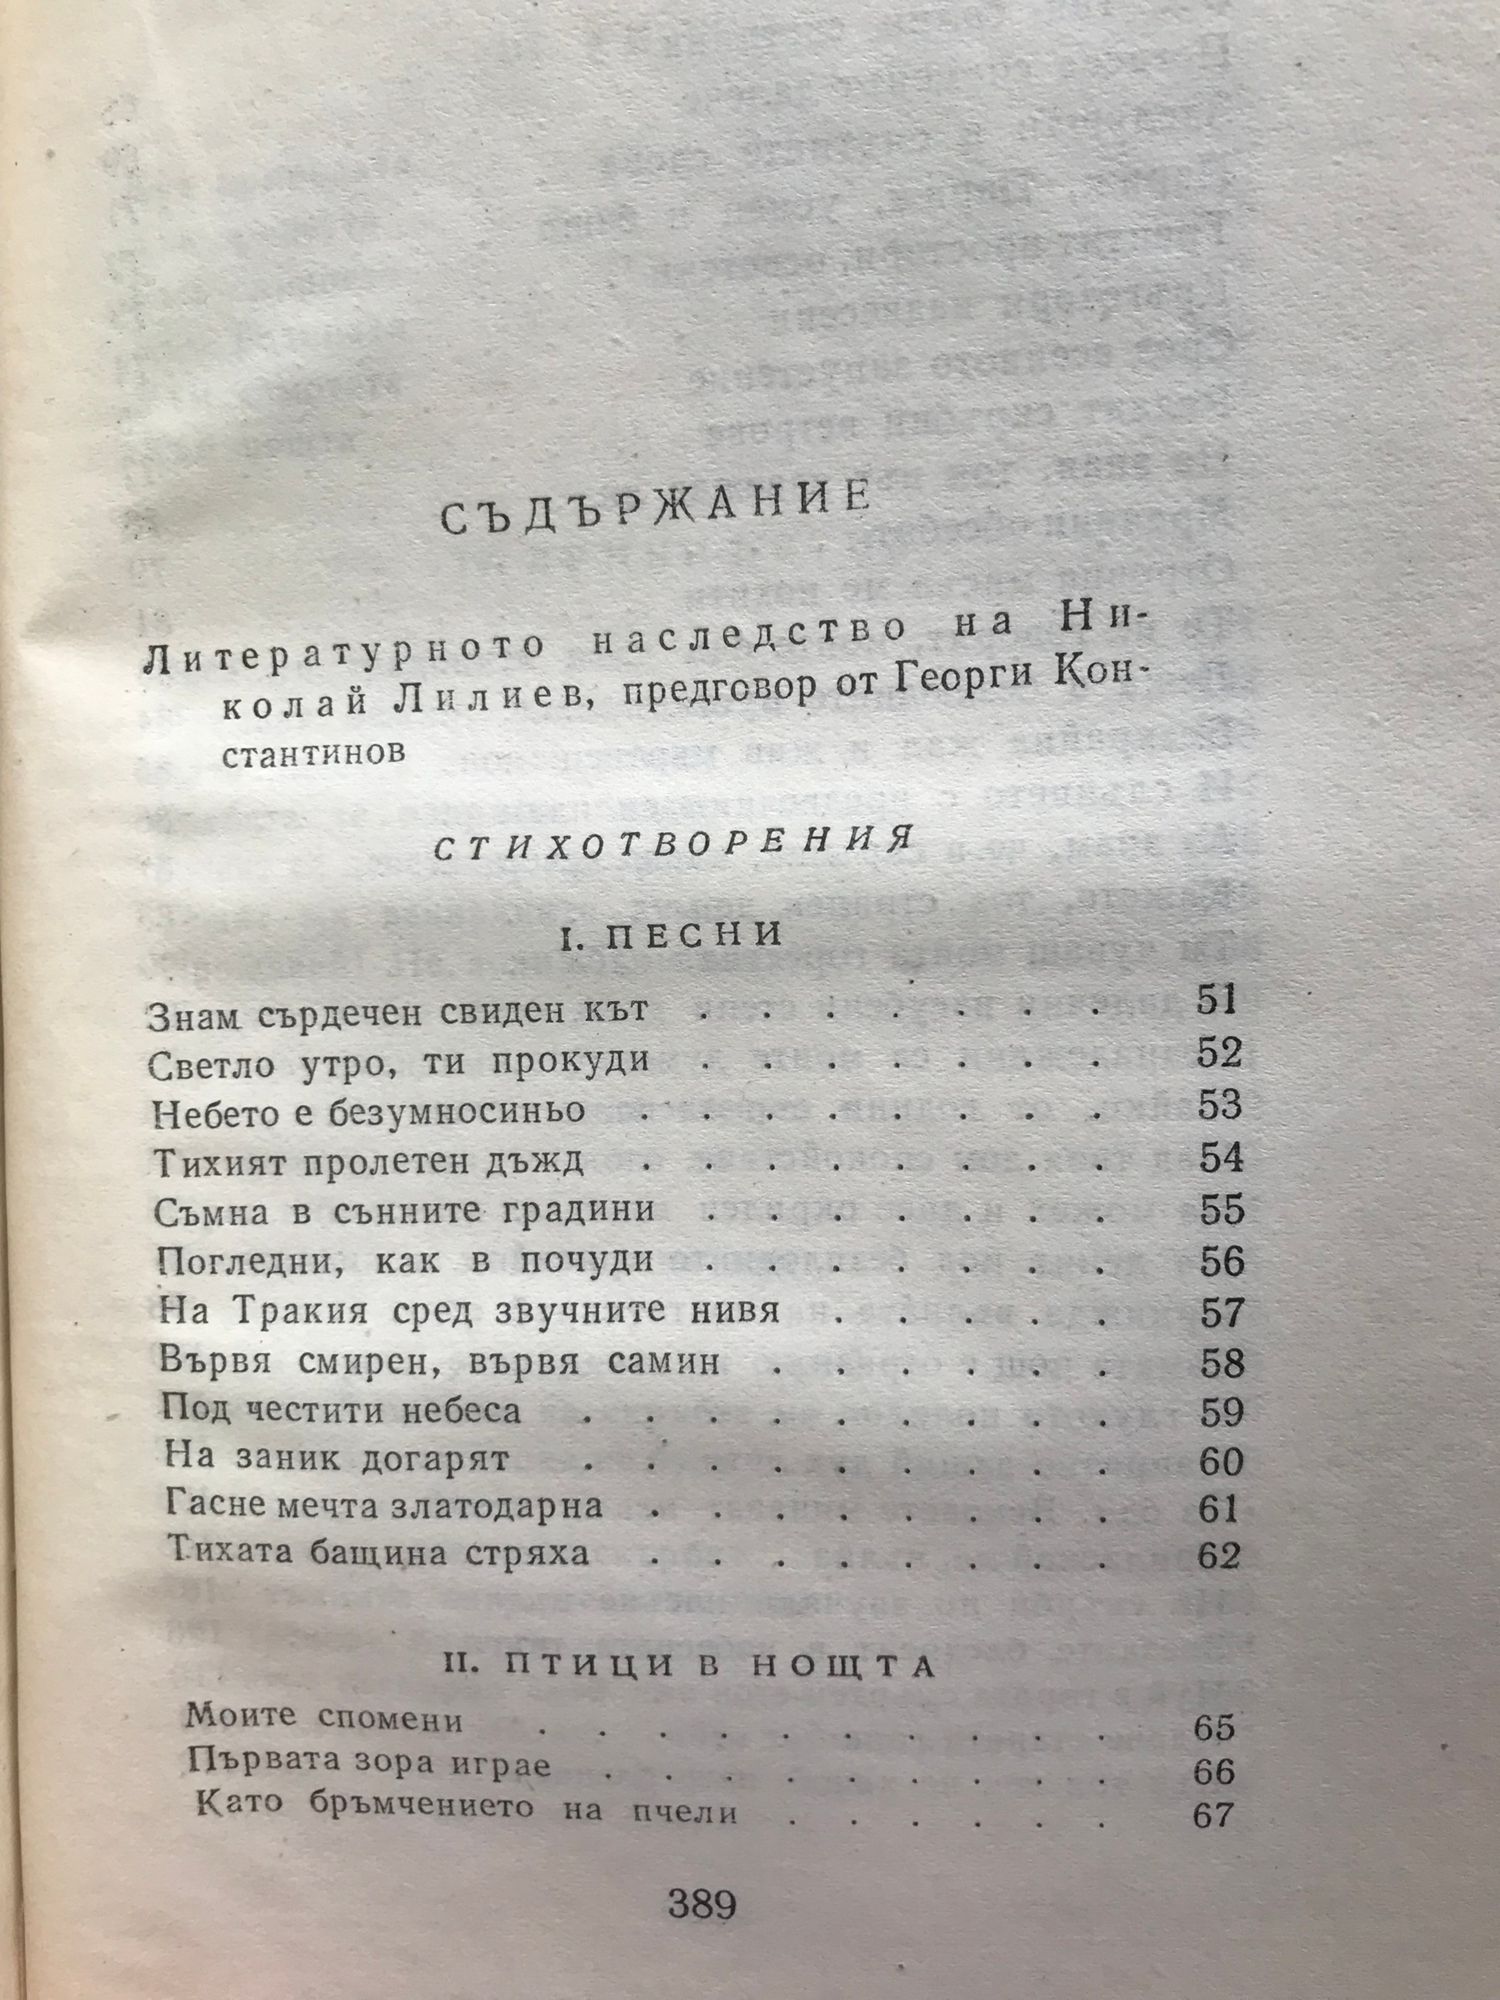 СЪДЪРЖАНИЕ
Литературното наследство на Ни-
колай Лилиев, предговор от Георги Кон-
стантинов
СТИХОТВОРЕНИЯ
I. ПЕСНИ
Знам сърдечен свиден кът . . . . . . . 51
Светло утро, ти прокуди . . . . . . . 52
Небето е безумносиньо . . . . . . . . 53
Тихият пролетен дъжд . . . . . . . . 54
Съмна в сънните градини . . . . . . . 55
Погледни, как в почуди . . . . . . . 56
На Тракия сред звучните нивя . . . . . 57
Вървя смирен, вървя самин . . . . . . 58
Под честити небеса . . . . . . . . . 59
На заник догарят . . . . . . . . . 60
Гасне мечта златодарна . . . . . . . . 61
Тихата бащина стряха . . . . . . . . 62
II. ПТИЦИ В НОЩТА
Моите спомени . . . . . . . . . . 65
Първата зора играе . . . . . . . . . 66
Като бръмчението на пчели . . . . . . 67
389